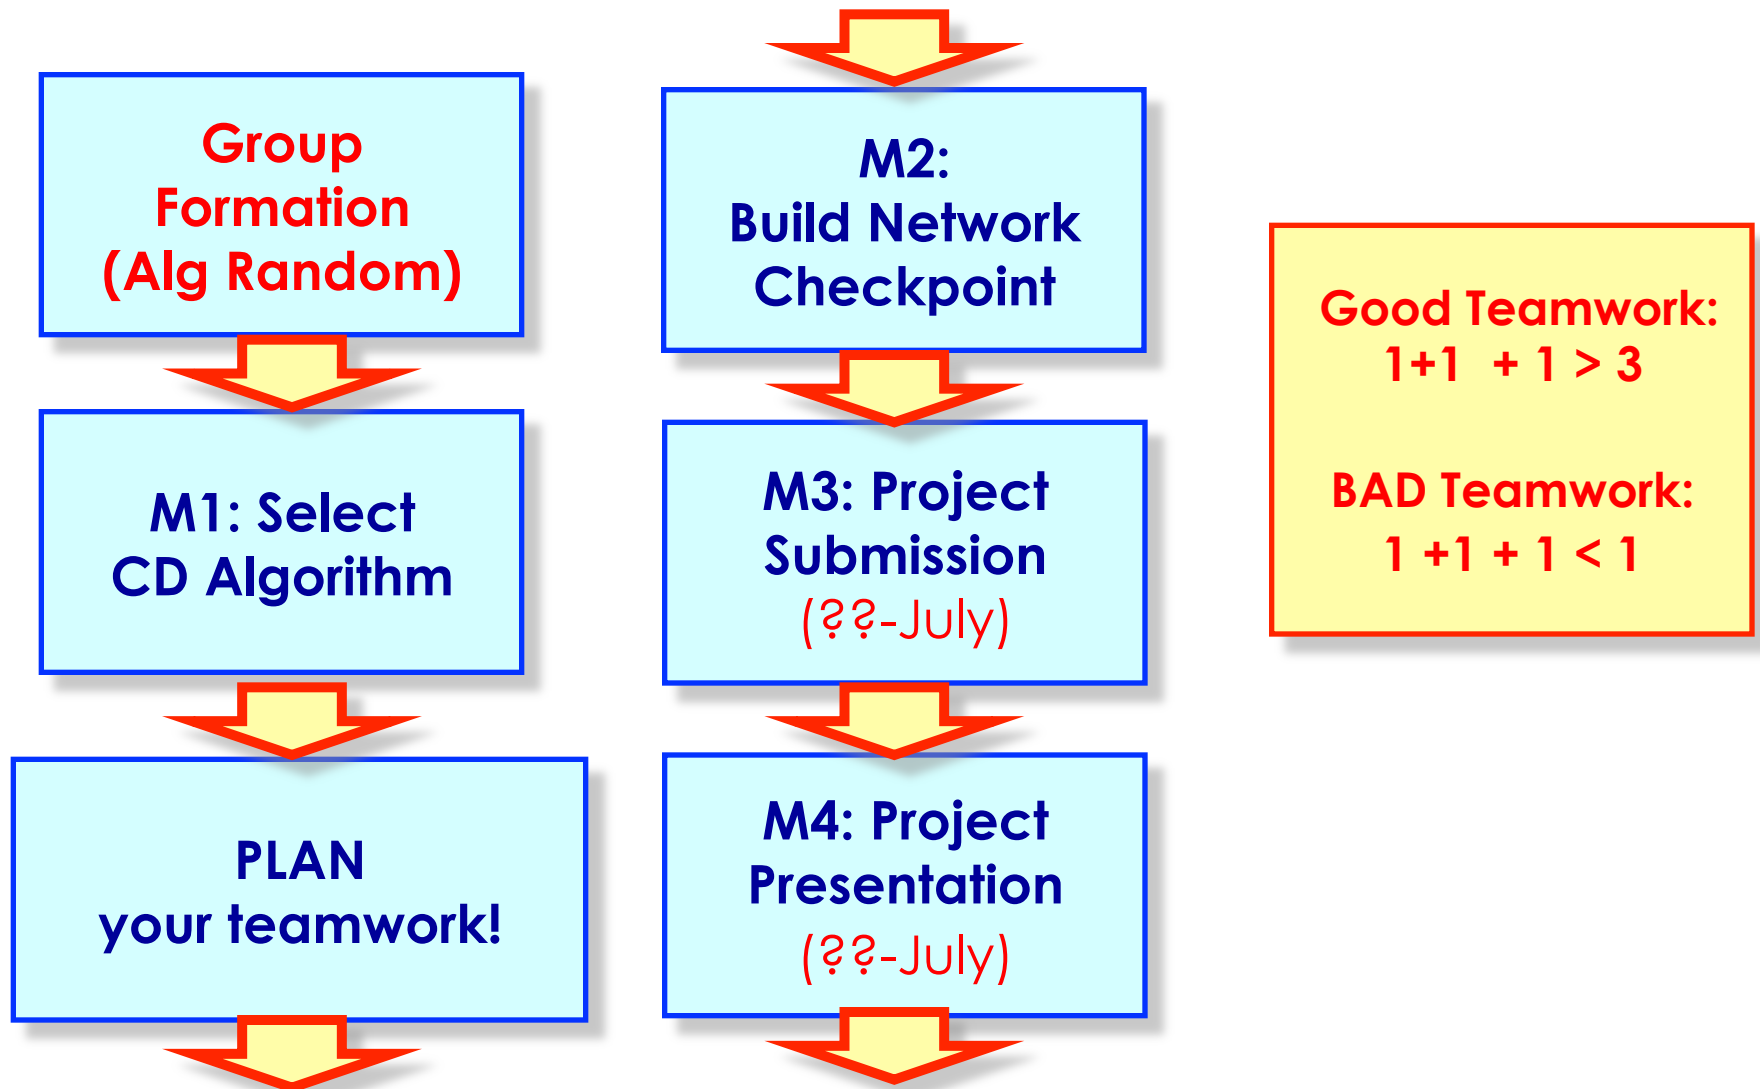 Group
Formation
(Alg Random)
M1: Select
CD Algorithm
PLAN
your teamwork!
M2:
Build Network
Checkpoint
M3: Project
Submission
(??-July)
M4: Project
Presentation
(??-July)
Good Teamwork:
1+1 + 1 > 3
BAD Teamwork:
1 +1 + 1 < 1